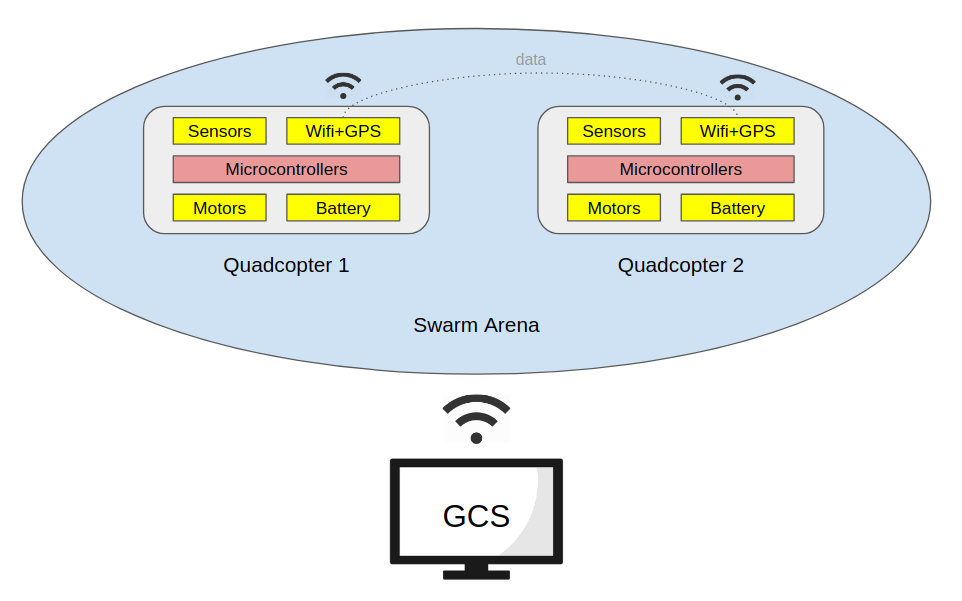 data
Sensors Wifi+GPS
Microcontrollers
Motors Battery
Quadcopter 1
Sensors Wifi+GPS
Microcontrollers
Motors Battery
Quadcopter 2
Swarm Arena
GCS